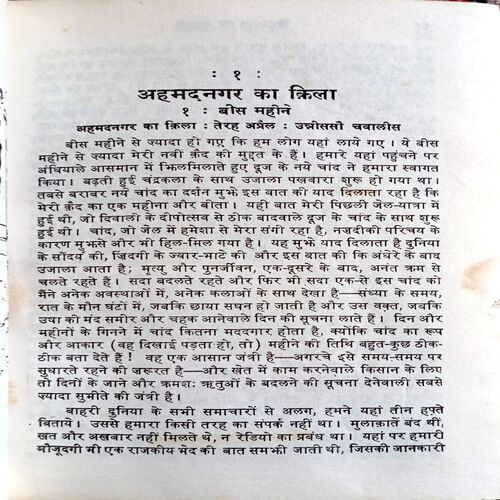 : १ :
अहमदनगर का क़िला
१ : बीस महीने
अहमदनगर का क़िला : तेरह अप्रैल : उन्नीससौ चवालीस
बीस महीने से ज्यादा हो गए कि हम लोग यहां लाये गए। ये बीस
महीने से ज्यादा मेरी नवीं क़ैद की मुद्दत के हैं। हमारे यहां पहुंचने पर
अंधियाले आसमान में झिलमिलाते हुए दूज के नये चांद ने हमारा स्वागत
किया। बढ़ती हुई चंद्रकला के साथ उजाला पखवारा शुरू हो गया था।
तबसे बराबर नये चांद का दर्शन मुझे इस बात की याद दिलाता रहा है कि
मेरी क़ैद का एक महीना और बीता। यही बात मेरी पिछली जेल-यात्रा में
हुई थी, जो दिवाली के दीपोत्सव से ठीक बादवाले दूज के चांद के साथ शुरू
हुई थी। चांद, जो जेल में हमेशा से मेरा संगी रहा है, नजदीकी परिचय के
कारण मुझसे और भी हिल-मिल गया है। यह मुझे याद दिलाता है दुनिया
के सौंदर्य की, जिंदगी के ज्वार-भाटे की और इस बात की कि अंधेरे के बाद
उजाला आता है; मृत्यु और पुनर्जीवन, एक-दूसरे के बाद, अनंत क्रम से
चलते रहते हैं। सदा बदलते रहते और फिर भी सदा एक-से इस चांद को
मैंने अनेक अवस्थाओं में, अनेक कलाओं के साथ देखा है—संध्या के समय,
रात के मौन घंटों में, जबकि छाया सघन हो जाती है और उस वक्त, जबकि
उषा की मंद समीर और चहक आनेवाले दिन की सूचना लाते हैं। दिन और
महीनों के गिनने में चांद कितना मददगार होता है, क्योंकि चांद का रूप
और आकार (वह दिखाई पड़ता हो, तो) महीने की तिथि बहुत-कुछ ठीक-
ठीक बता देते हैं! वह एक आसान जंत्री है—अगरचे इसे समय-समय पर
सुधारते रहने की ज़रूरत है—और खेत में काम करनेवाले किसान के लिए
तो दिनों के जाने और क्रमशः ऋतुओं के बदलने की सूचना देनेवाली सबसे
ज्यादा सुभीते की जंत्री है।
बाहरी दुनिया के सभी समाचारों से अलग, हमने यहां तीन हफ़्ते
बिताये। उससे हमारा किसी तरह का संपर्क नहीं था। मुलाक़ातें बंद थीं,
खत और अखबार नहीं मिलते थे, न रेडियो का प्रबंध था। यहां पर हमारी
मौजूदगी भी एक राजकीय भेद की बात समझी जाती थी, जिसकी जानकारी